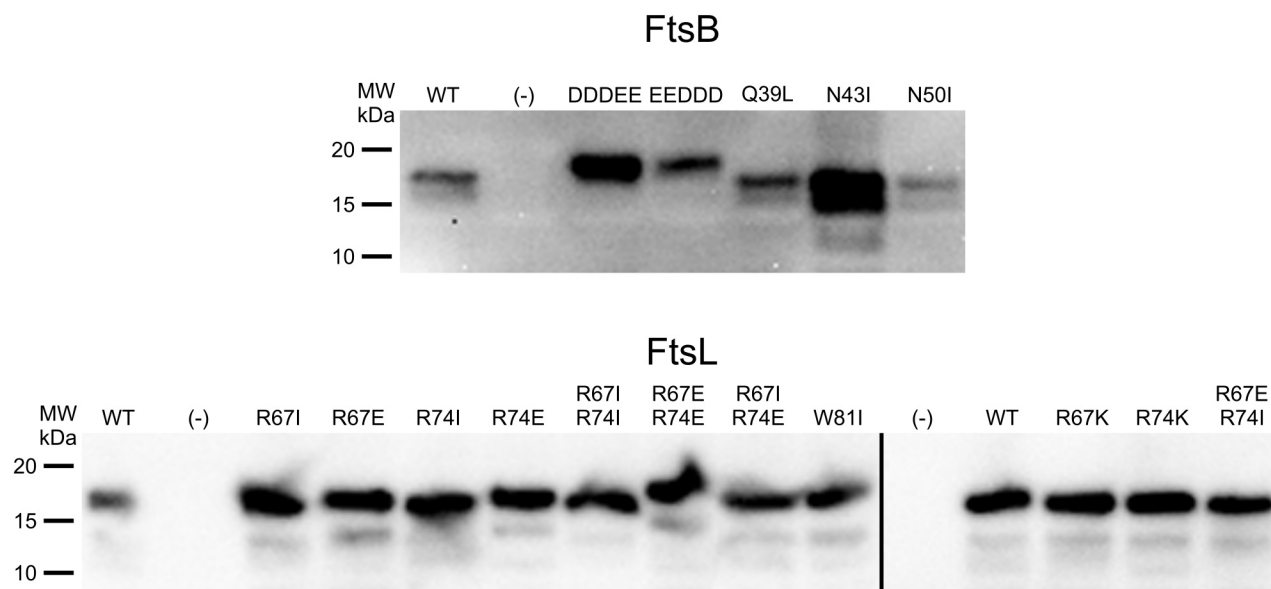 FtsB
MW
kDa
WT (-) DDDEE EEDDD Q39L N43I N50I
20
15
10
FtsL
MW
kDa
R67I R67E R67I R67E
WT (-) R67I R67E R74I R74E R74I R74E R74E W81I (-) WT R67K R74K R74I
20
15
10